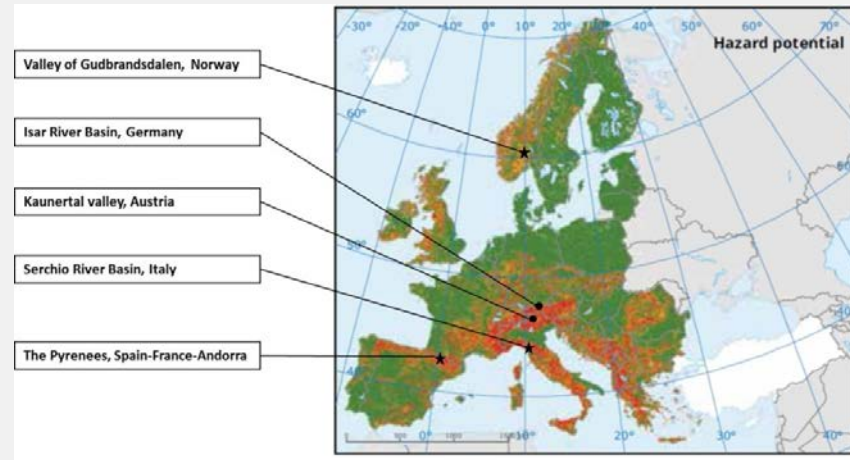 -30° -20° -10° 0° 10° 20° 30° 40° 50° 60° 70°
Hazard potential
Valley of Gudbrandsdalen, Norway
60°
Isar River Basin, Germany
Kaunertal valley, Austria
50°
Serchio River Basin, Italy
The Pyrenees, Spain-France-Andorra
40°
0° 10° 20° 30° 40°